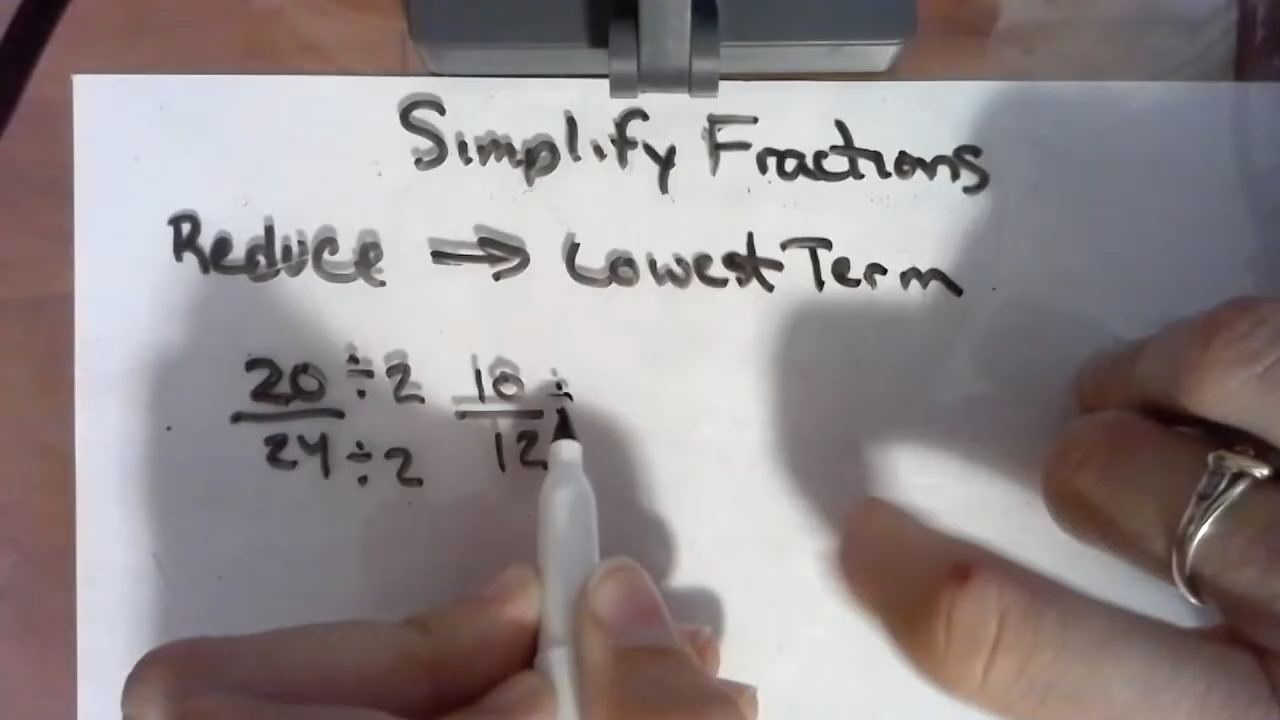 Simplify Fractions
Reduce ⇒ Lowest Term
20 ÷ 2 10 ÷
24 ÷ 2 12